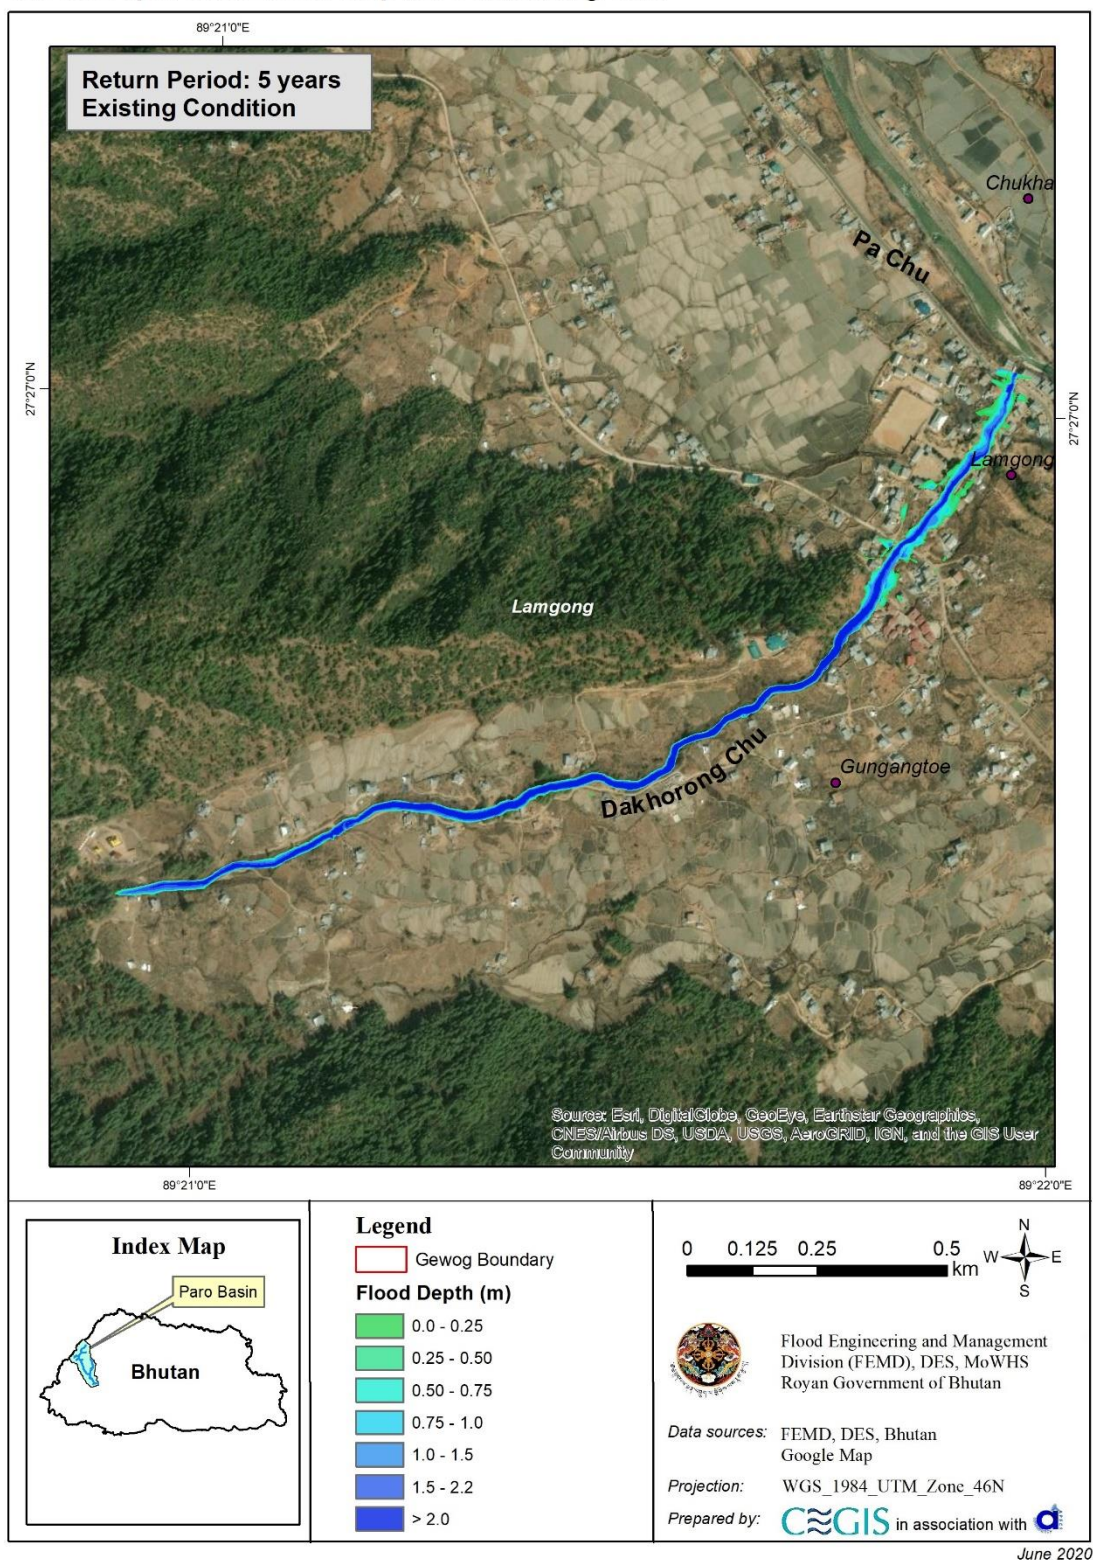 89°21'0"E
Return Period: 5 years
Existing Condition
Chukha
Pa Chu
27°27'0"N
27°27'0"N
Lamgong
Lamgong
Dakhorong Chu
Gungangtoe
Source: Esri, DigitalGlobe, GeoEye, Earthstar Geographics,
CNES/Airbus DS, USDA, USGS, AeroGRID, IGN, and the GIS User
Community
89°21'0"E
89°22'0"E
Index Map
Paro Basin
Bhutan
Legend
Gewog Boundary
Flood Depth (m)
0.0 - 0.25
0.25 - 0.50
0.50 - 0.75
0.75 - 1.0
1.0 - 1.5
1.5 - 2.2
> 2.0
0 0.125 0.25 0.5
km
N
W E
S
Flood Engineering and Management
Division (FEMD), DES, MoWHS
Royan Government of Bhutan
Data sources: FEMD, DES, Bhutan
Google Map
Projection: WGS_1984_UTM_Zone_46N
Prepared by: CEGIS in association with
June 2020